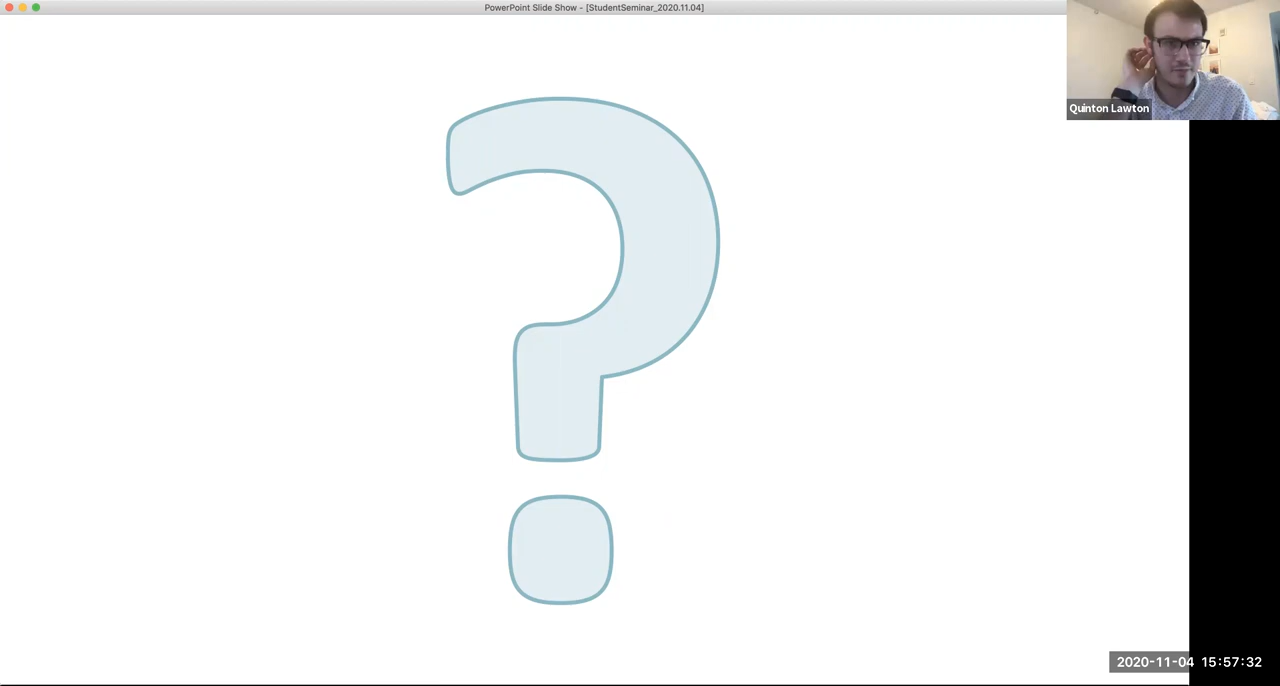 PowerPoint Slide Show - [StudentSeminar_2020.11.04]
Quinton Lawton
?
2020-11-04 15:57:32